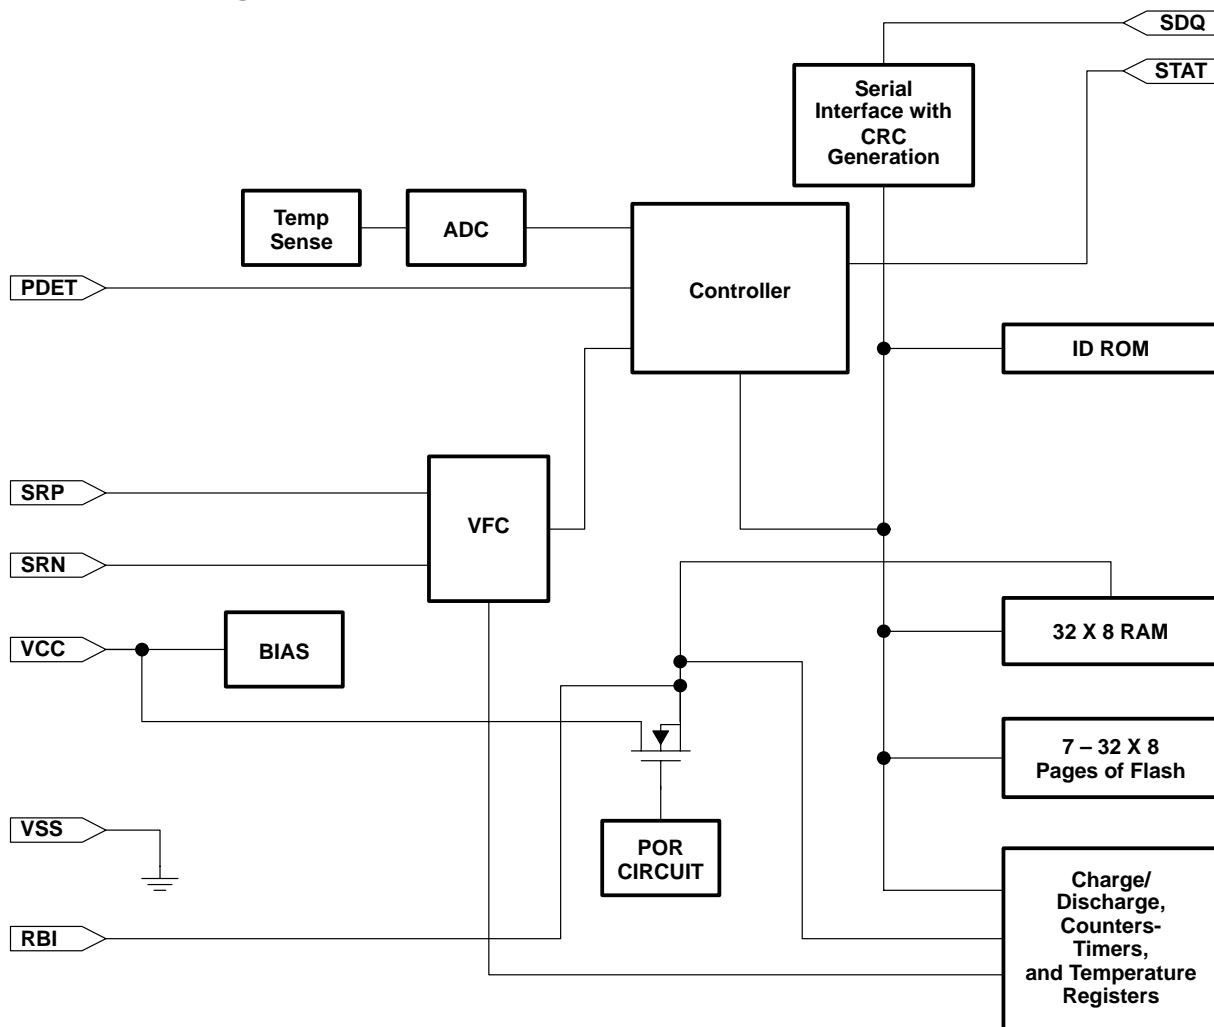 SDQ
STAT
Serial
Interface with
CRC
Generation
Temp
Sense
ADC
PDET
Controller
ID ROM
SRP
VFC
SRN
VCC
BIAS
32 X 8 RAM
7 – 32 X 8
Pages of Flash
VSS
POR
CIRCUIT
RBI
Charge/
Discharge,
Counters-
Timers,
and Temperature
Registers